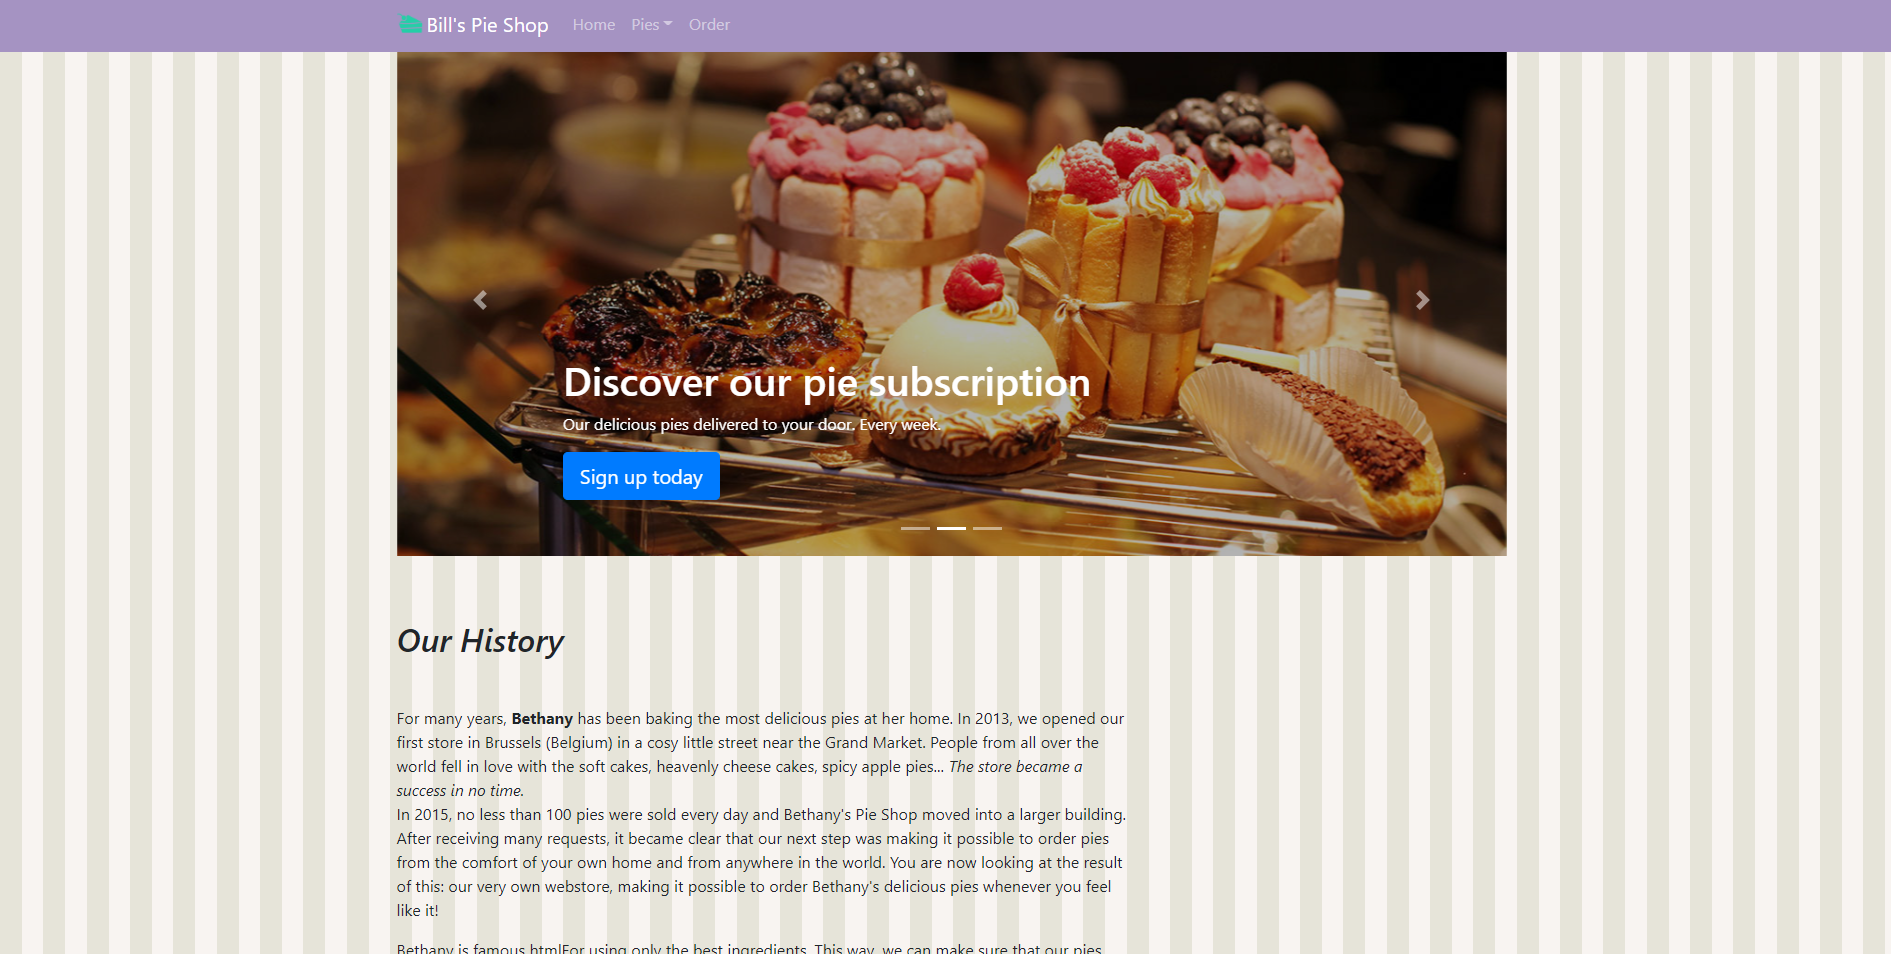 Bill's Pie Shop Home Pies Order
Discover our pie subscription
Our delicious pies delivered to your door. Every week.
Sign up today
Our History
For many years, Bethany has been baking the most delicious pies at her home. In 2013, we opened our
first store in Brussels (Belgium) in a cosy little street near the Grand Market. People from all over the
world fell in love with the soft cakes, heavenly cheese cakes, spicy apple pies... The store became a
success in no time.
In 2015, no less than 100 pies were sold every day and Bethany's Pie Shop moved into a larger building.
After receiving many requests, it became clear that our next step was making it possible to order pies
from the comfort of your own home and from anywhere in the world. You are now looking at the result
of this: our very own webstore, making it possible to order Bethany's delicious pies whenever you feel
like it!
Bethany is famous htmlFor using only the best ingredients. This way, we can make sure that our pies